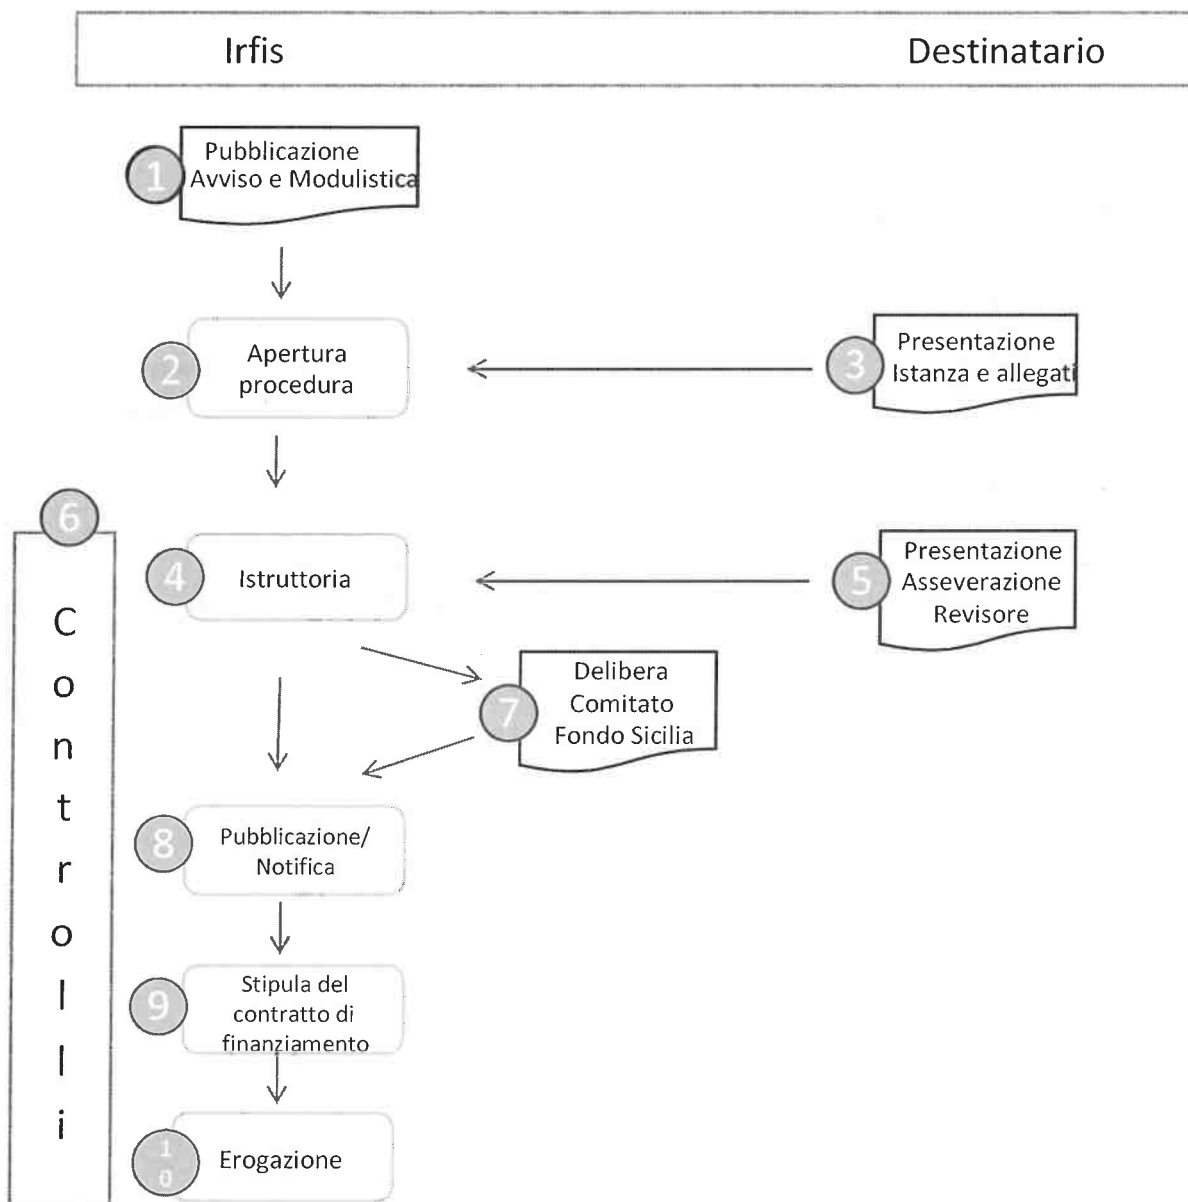 Irfis
Destinatario
1
Pubblicazione
Avviso e Modulistica
2
Apertura
procedura
3
Presentazione
Istanza e allegati
6
Controlli
4
Istruttoria
5
Presentazione
Asseverazione
Revisore
7
Delibera
Comitato
Fondo Sicilia
8
Pubblicazione/
Notifica
9
Stipula del
contratto di
finanziamento
10
Erogazione